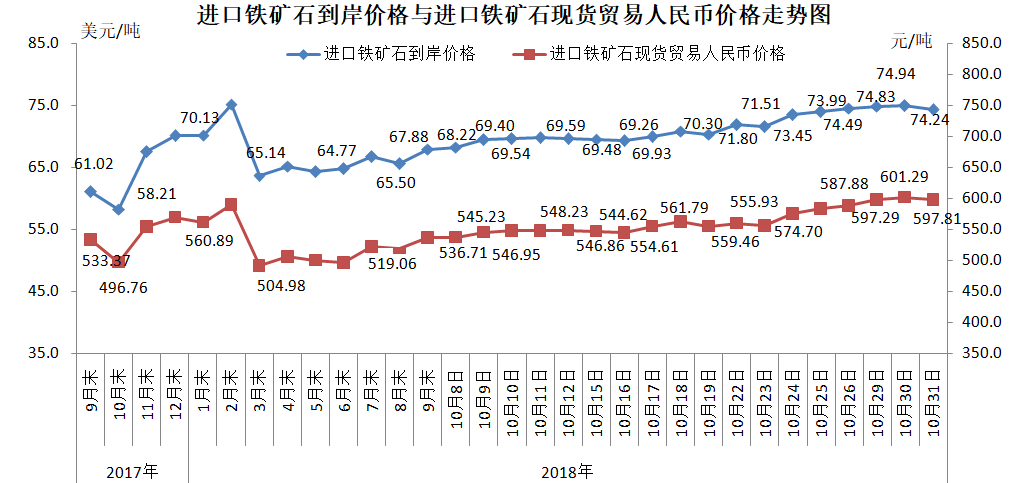 进口铁矿石到岸价格与进口铁矿石现货贸易人民币价格走势图
美元/吨
元/吨
进口铁矿石到岸价格
进口铁矿石现货贸易人民币价格
85.0
75.0
65.0
55.0
45.0
35.0
850.0
800.0
750.0
700.0
650.0
600.0
550.0
500.0
450.0
400.0
350.0
61.02
58.21
70.13
65.14
64.77
65.50
67.88
68.22
69.40
69.54
69.59
69.48
69.26
69.93
70.30
71.80
71.51
73.45
73.99
74.49
74.83
74.94
74.24
533.37
496.76
560.89
504.98
519.06
536.71
545.23
546.95
548.23
546.86
544.62
554.61
561.79
559.46
555.93
574.70
587.88
597.29
601.29
597.81
9月末
10月末
11月末
12月末
1月末
2月末
3月末
4月末
5月末
6月末
7月末
8月末
9月末
10月8日
10月9日
10月10日
10月11日
10月12日
10月15日
10月16日
10月17日
10月18日
10月19日
10月22日
10月23日
10月24日
10月25日
10月26日
10月29日
10月30日
10月31日
2017年
2018年